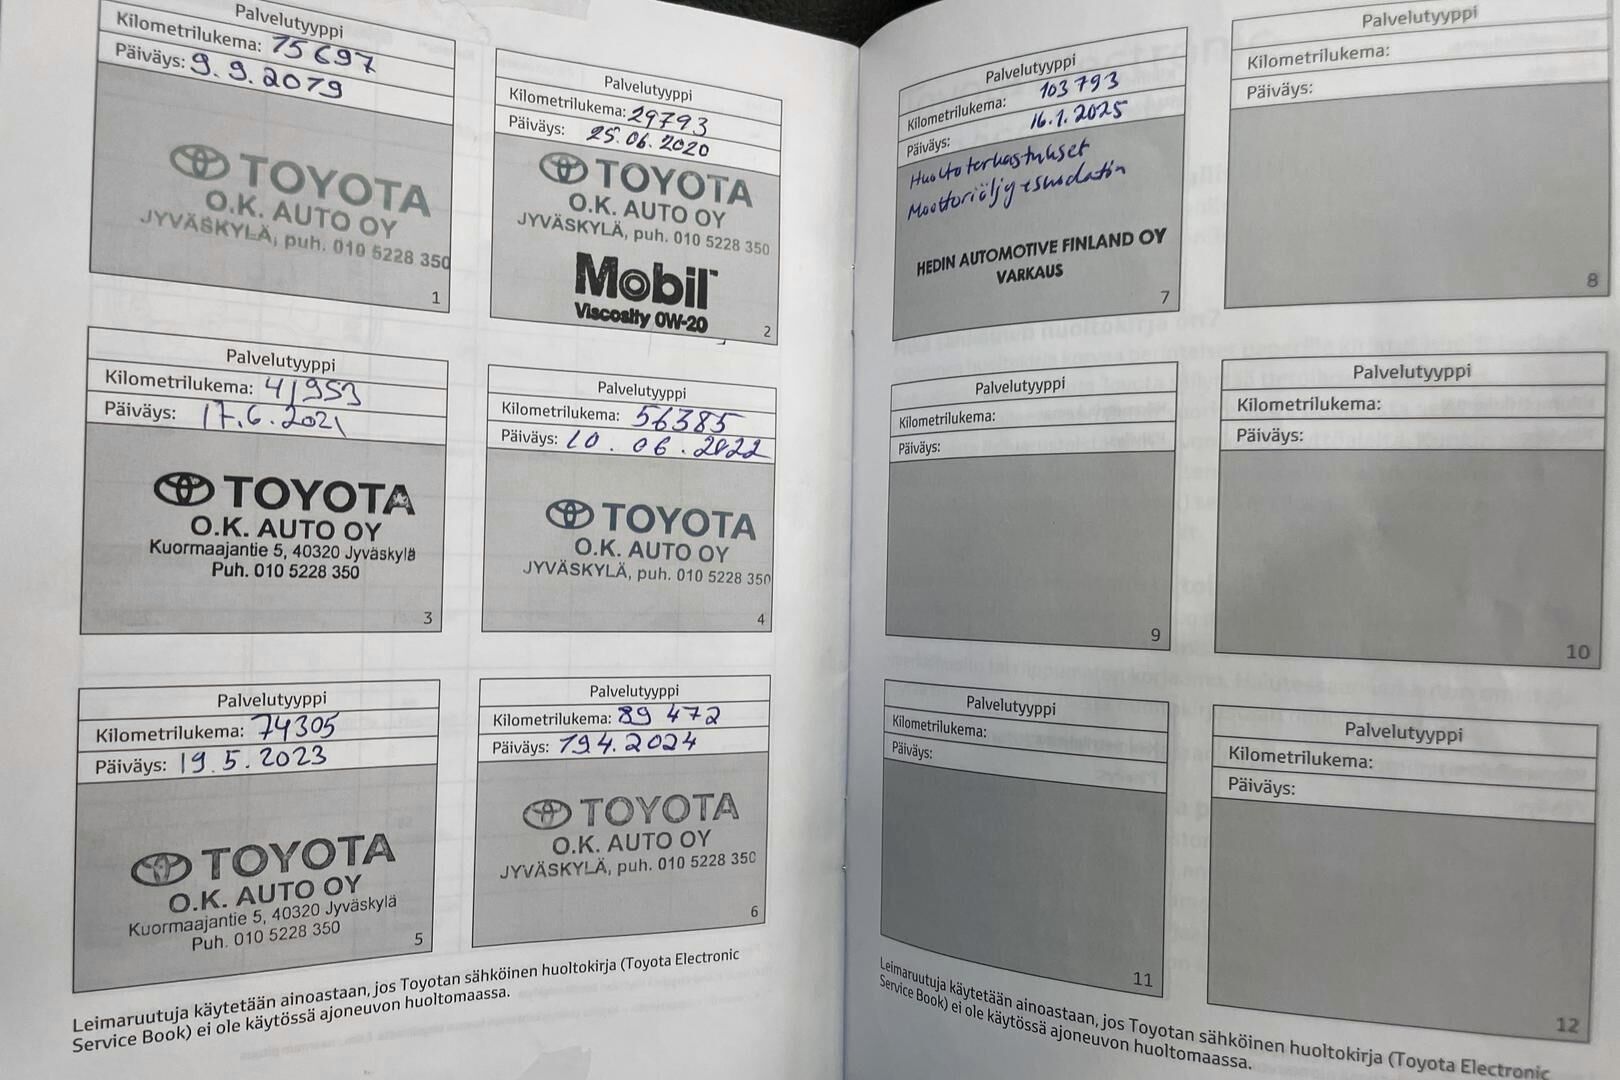 Palvelutyyppi
Kilometrilukema: 15697
Päiväys: 9.9.2019
TOYOTA
O.K. AUTO OY
JYVÄSKYLÄ, puh. 010 5228 350
1
Palvelutyyppi
Kilometrilukema: 29793
Päiväys: 25.06.2020
TOYOTA
O.K. AUTO OY
JYVÄSKYLÄ, puh. 010 5228 350
Mobil
Viscosity 0W-20
2
Palvelutyyppi
Kilometrilukema: 41953
Päiväys: 17.6.2021
TOYOTA
O.K. AUTO OY
Kuormaajantie 5, 40320 Jyväskylä
Puh. 010 5228 350
3
Palvelutyyppi
Kilometrilukema: 56385
Päiväys: 10.06.2022
TOYOTA
O.K. AUTO OY
JYVÄSKYLÄ, puh. 010 5228 350
4
Palvelutyyppi
Kilometrilukema: 74305
Päiväys: 19.5.2023
TOYOTA
O.K. AUTO OY
Kuormaajantie 5, 40320 Jyväskylä
Puh. 010 5228 350
5
Palvelutyyppi
Kilometrilukema: 89 472
Päiväys: 19.4.2024
TOYOTA
O.K. AUTO OY
JYVÄSKYLÄ, puh. 010 5228 350
6
Leimaruutuja käytetään ainoastaan, jos Toyotan sähköinen huoltokirja (Toyota Electronic
Service Book) ei ole käytössä ajoneuvon huoltomaassa.
Palvelutyyppi
Kilometrilukema: 103 793
Päiväys: 16.1.2025
Huoltotarkastukset
Moottoriöljy + suodatin
HEDIN AUTOMOTIVE FINLAND OY
VARKAUS
7
Palvelutyyppi
Kilometrilukema:
Päiväys:
8
Palvelutyyppi
Kilometrilukema:
Päiväys:
9
Palvelutyyppi
Kilometrilukema:
Päiväys:
10
Palvelutyyppi
Kilometrilukema:
Päiväys:
11
Palvelutyyppi
Kilometrilukema:
Päiväys:
12
Leimaruutuja käytetään ainoastaan, jos Toyotan sähköinen huoltokirja (Toyota Electronic
Service Book) ei ole käytössä ajoneuvon huoltomaassa.